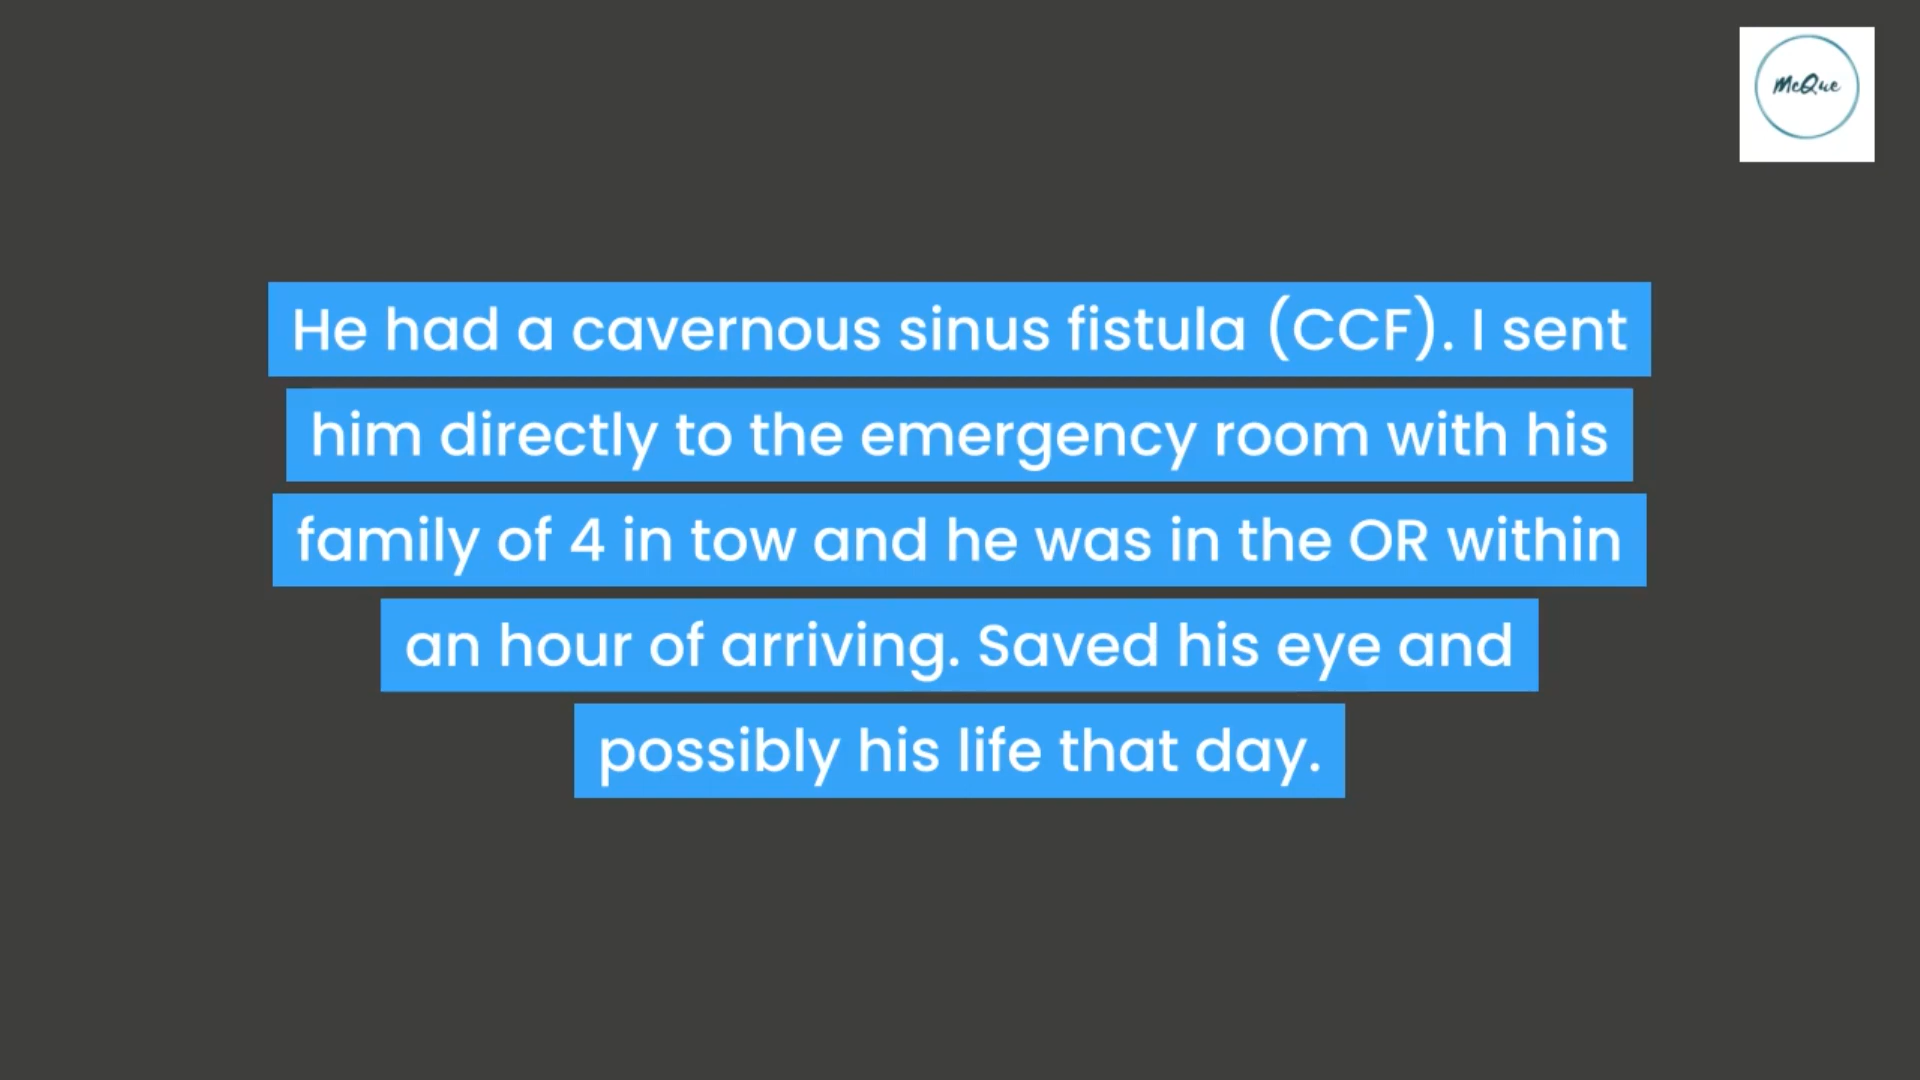 McQue
He had a cavernous sinus fistula (CCF). I sent
him directly to the emergency room with his
family of 4 in tow and he was in the OR within
an hour of arriving. Saved his eye and
possibly his life that day.